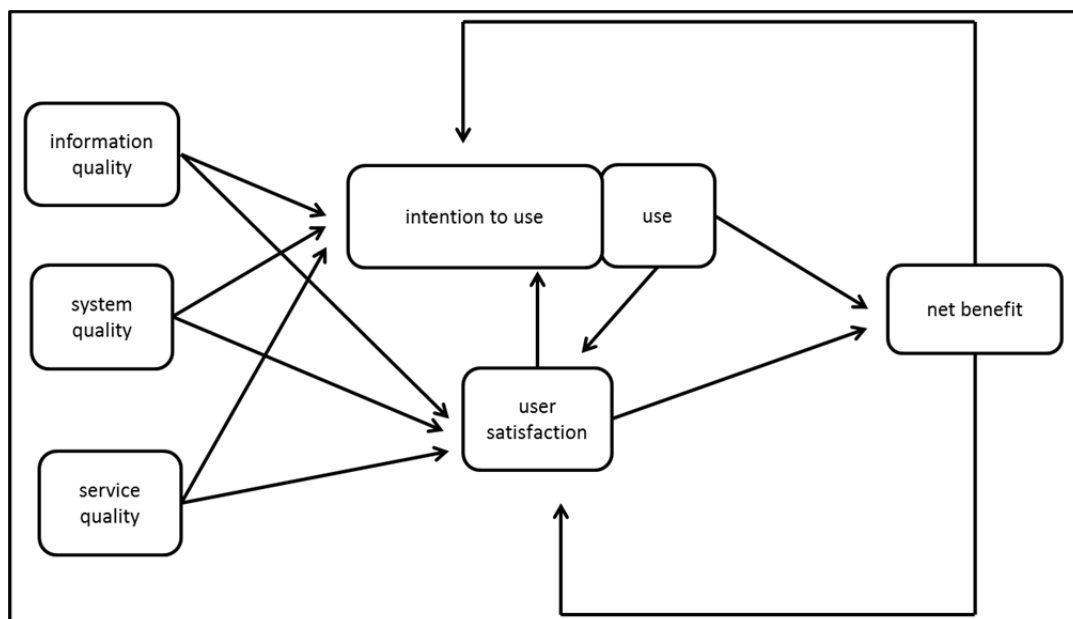 information
quality
intention to use
use
system
quality
net benefit
user
satisfaction
service
quality